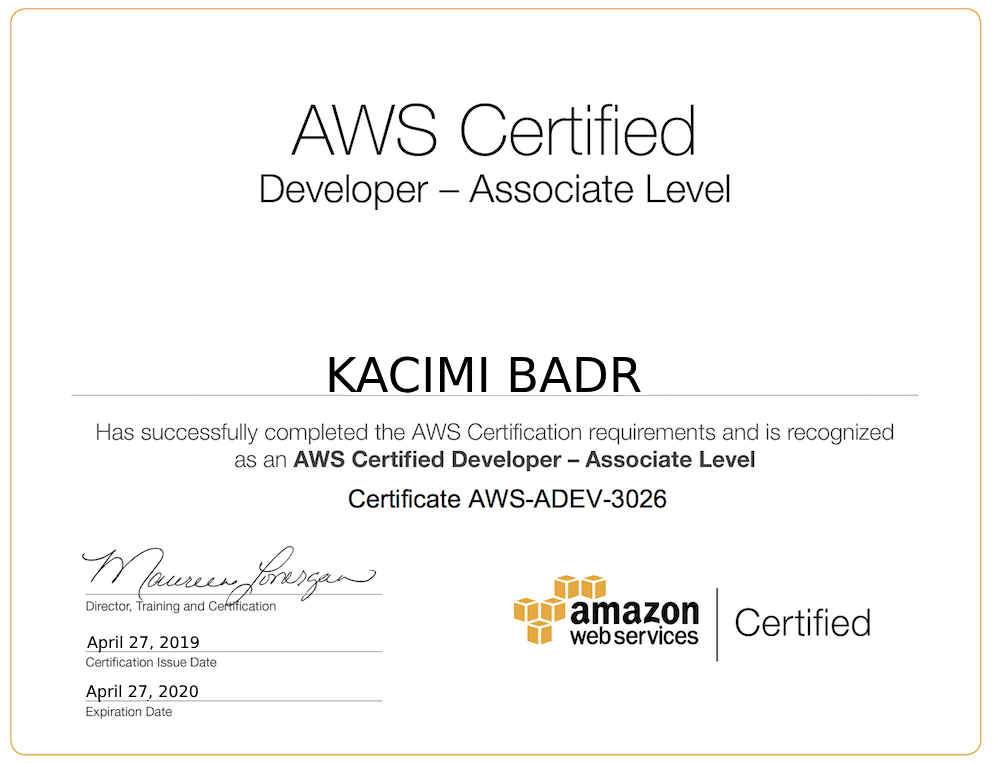 AWS Certified
Developer – Associate Level
KACIMI BADR
Has successfully completed the AWS Certification requirements and is recognized
as an AWS Certified Developer – Associate Level
Certificate AWS-ADEV-3026
Maureen Lonergan
Director, Training and Certification
April 27, 2019
Certification Issue Date
April 27, 2020
Expiration Date
amazon
web services
Certified